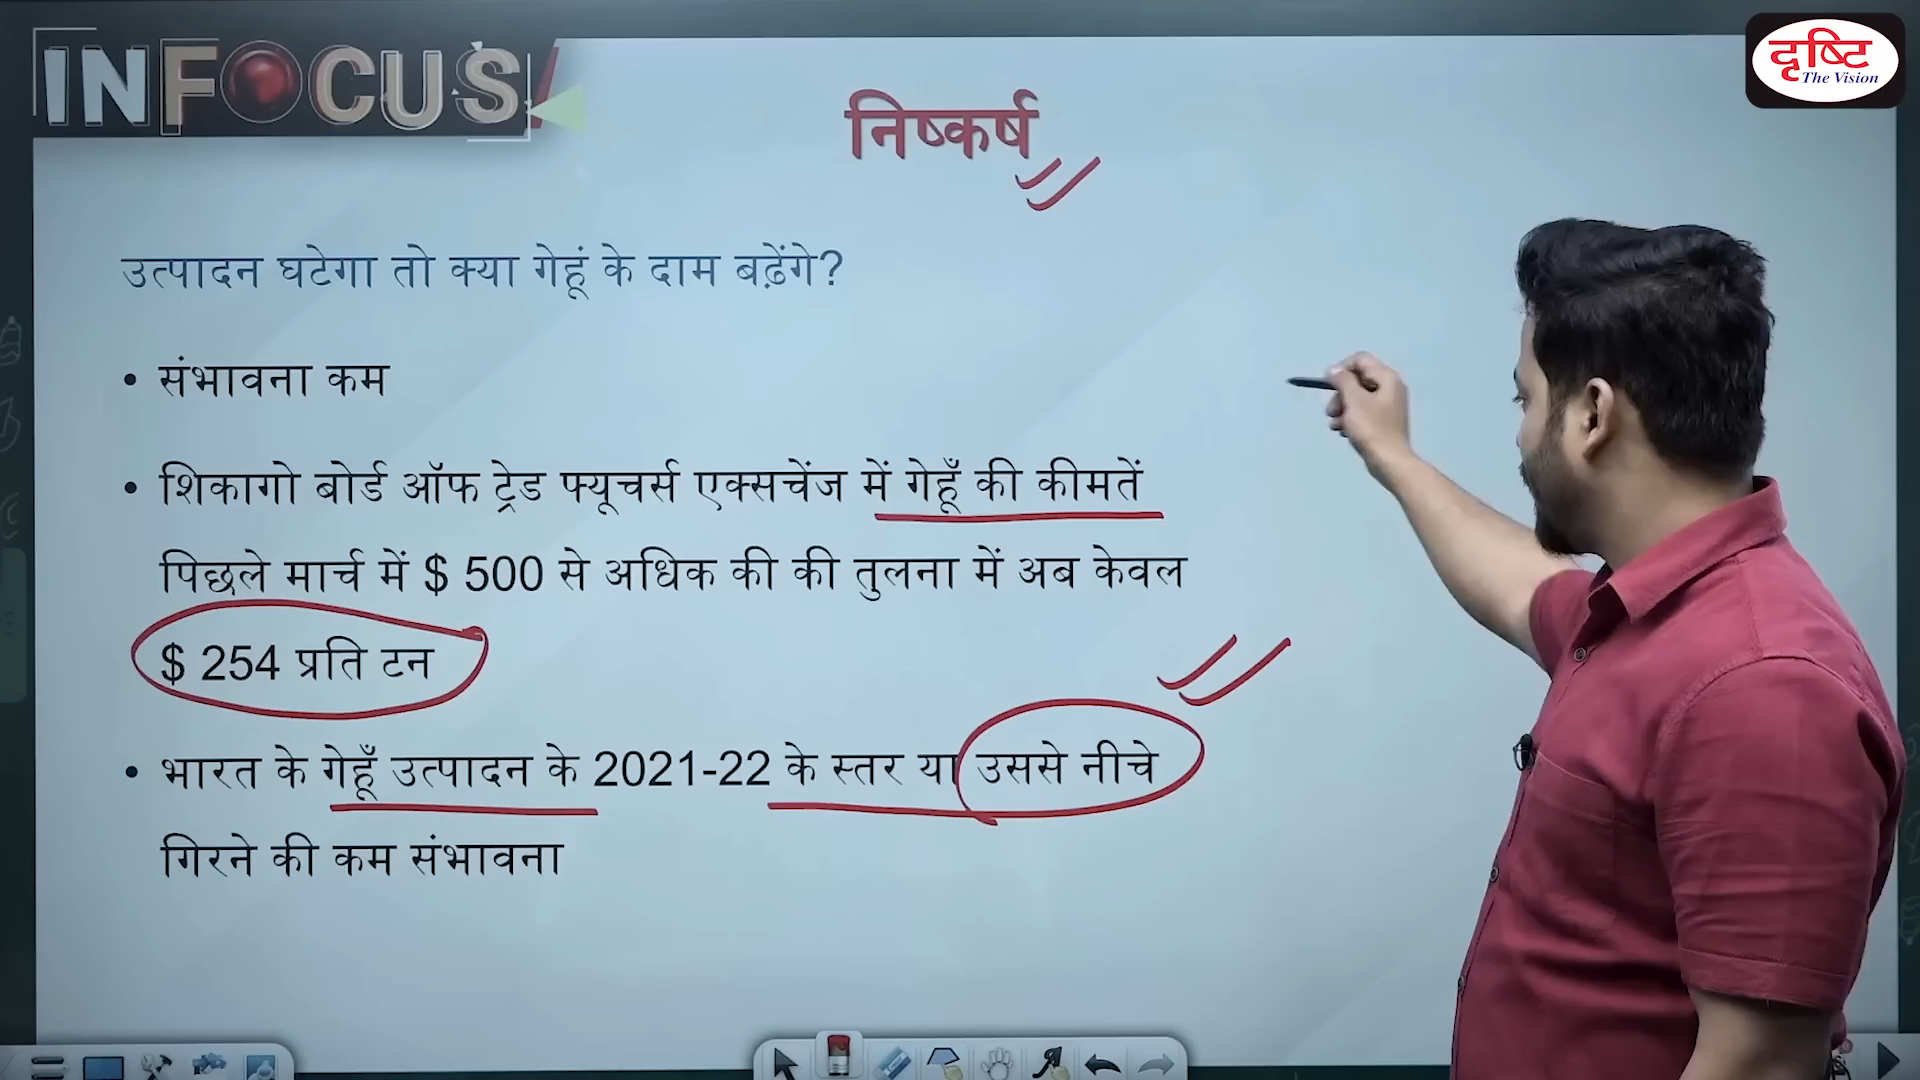 INFOCUS
दृष्टि
The Vision
निष्कर्ष
उत्पादन घटेगा तो क्या गेहूं के दाम बढ़ेंगे?
• संभावना कम
• शिकागो बोर्ड ऑफ ट्रेड फ्यूचर्स एक्सचेंज में गेहूँ की कीमतें
पिछले मार्च में $ 500 से अधिक की की तुलना में अब केवल
$ 254 प्रति टन
• भारत के गेहूँ उत्पादन के 2021-22 के स्तर या उससे नीचे
गिरने की कम संभावना